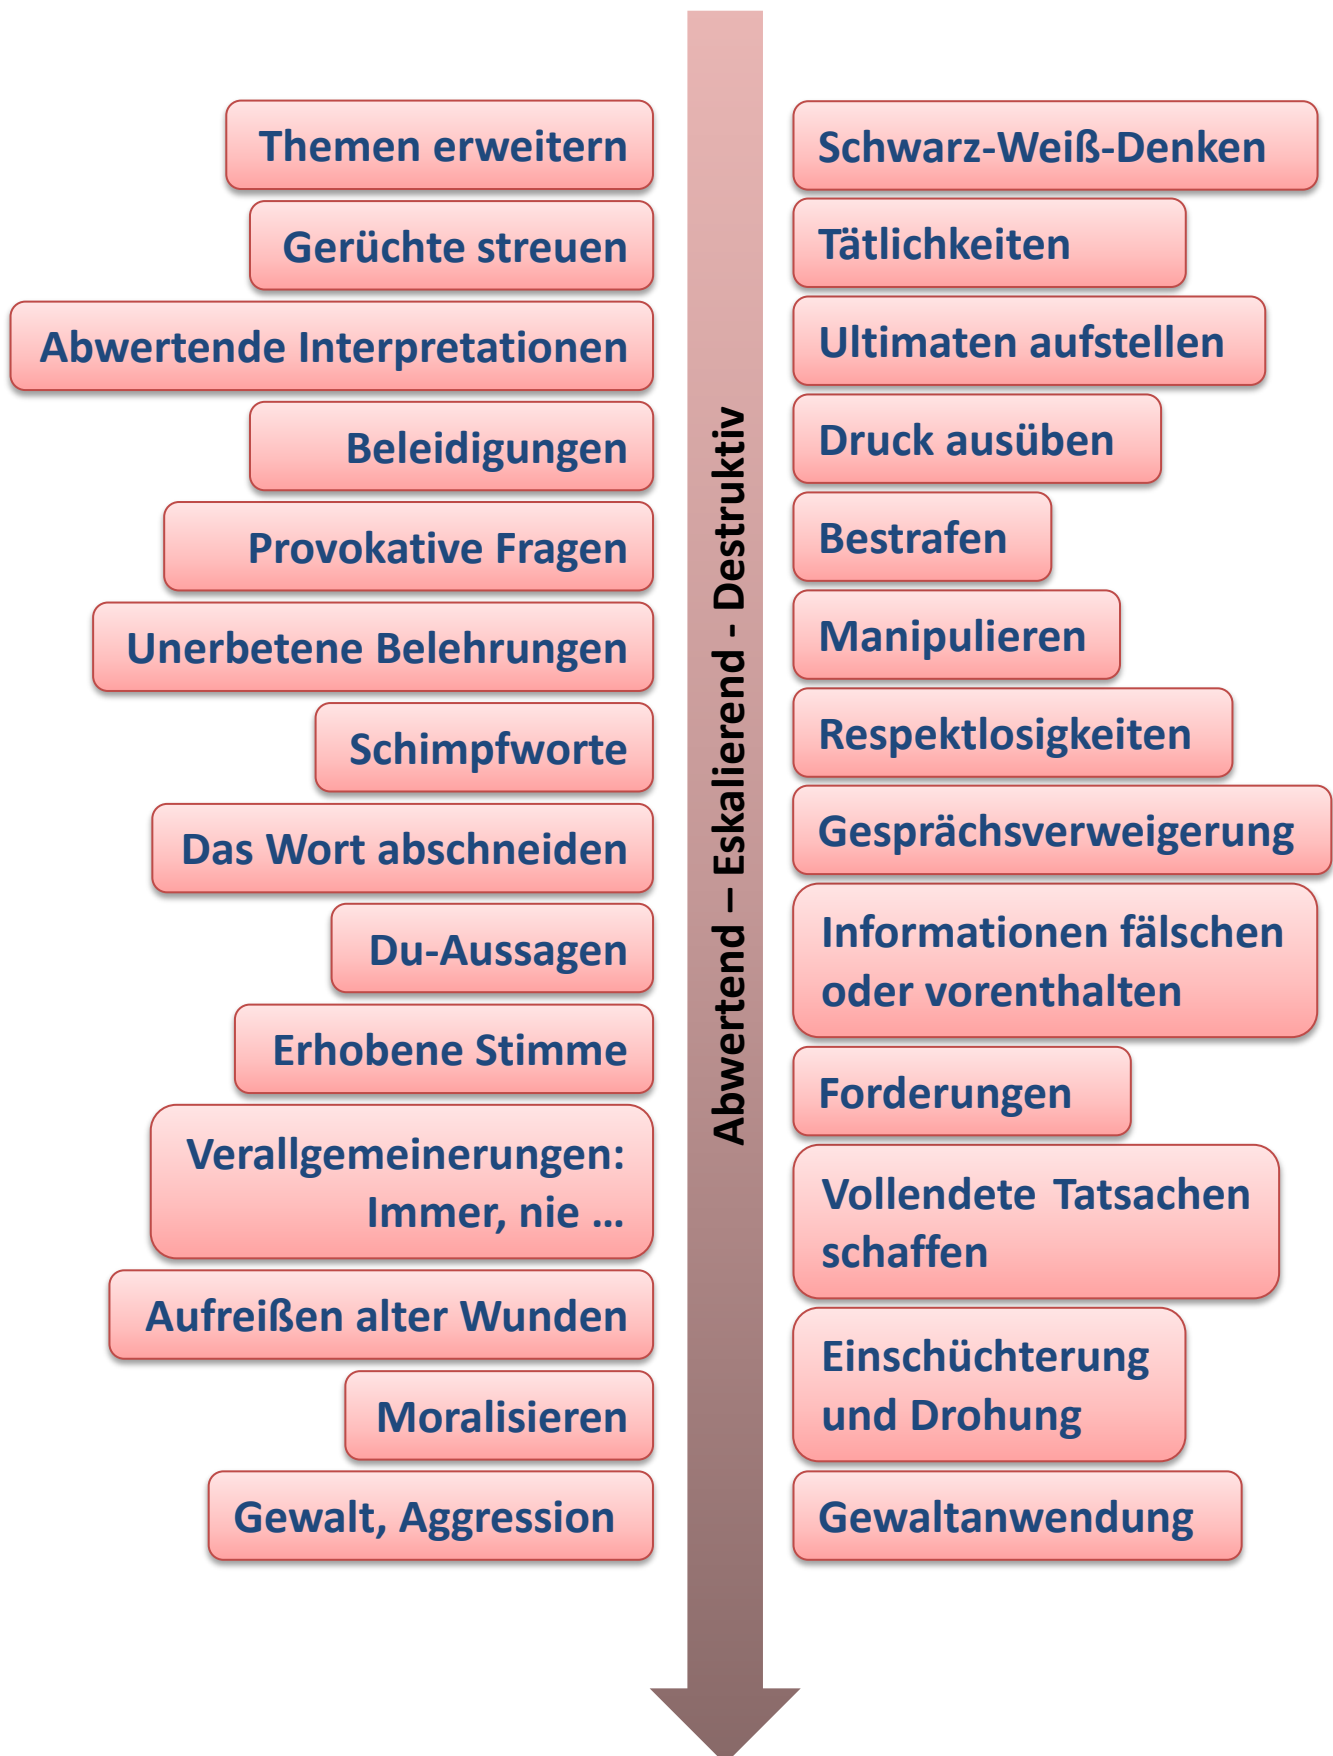 Themen erweitern
Gerüchte streuen
Abwertende Interpretationen
Beleidigungen
Provokative Fragen
Unerbetene Belehrungen
Schimpfworte
Das Wort abschneiden
Du-Aussagen
Erhobene Stimme
Verallgemeinerungen:
Immer, nie ...
Aufreißen alter Wunden
Moralisieren
Gewalt, Aggression
Abwertend – Eskalierend - Destruktiv
Schwarz-Weiß-Denken
Tätlichkeiten
Ultimaten aufstellen
Druck ausüben
Bestrafen
Manipulieren
Respektlosigkeiten
Gesprächsverweigerung
Informationen fälschen
oder vorenthalten
Forderungen
Vollendete Tatsachen
schaffen
Einschüchterung
und Drohung
Gewaltanwendung